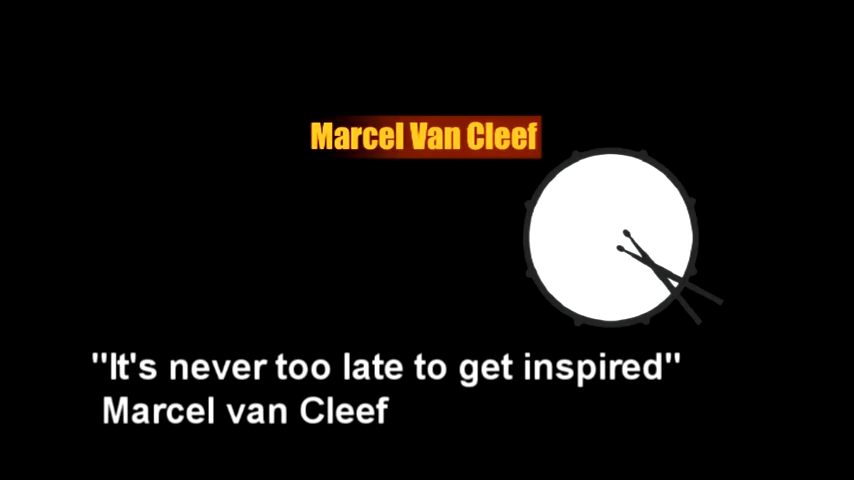 Marcel Van Cleef
"It's never too late to get inspired"
Marcel van Cleef